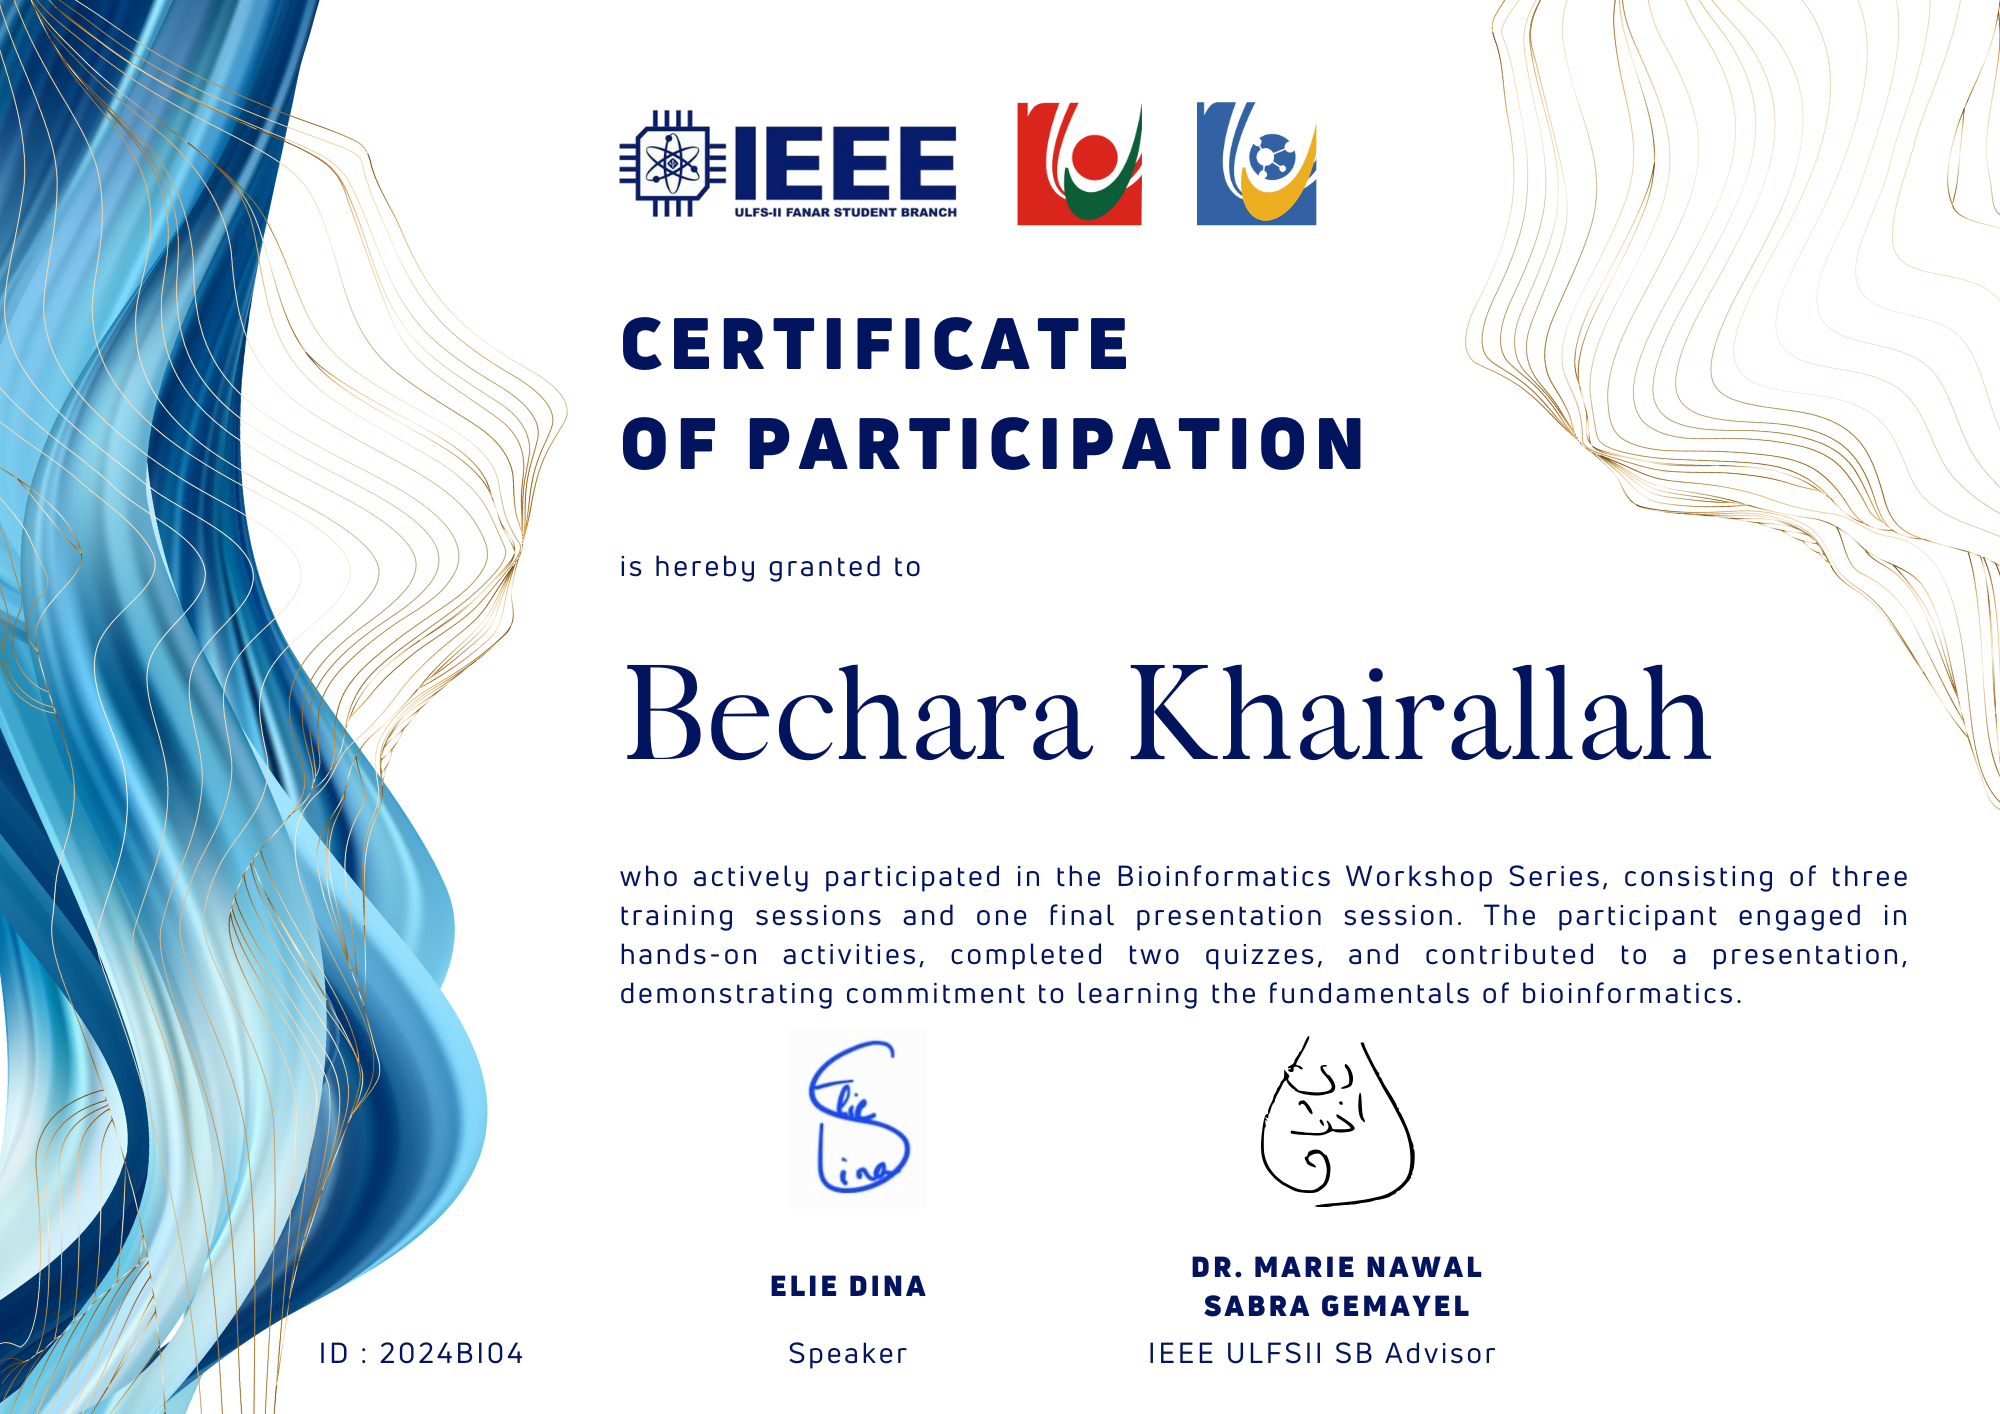 IEEE
ULFS-II FANAR STUDENT BRANCH
CERTIFICATE
OF PARTICIPATION
is hereby granted to
Bechara Khairallah
who actively participated in the Bioinformatics Workshop Series, consisting of three
training sessions and one final presentation session. The participant engaged in
hands-on activities, completed two quizzes, and contributed to a presentation,
demonstrating commitment to learning the fundamentals of bioinformatics.
Elie
Dina
ELIE DINA
Speaker
DR. MARIE NAWAL
SABRA GEMAYEL
IEEE ULFSII SB Advisor
ID : 2024BI04